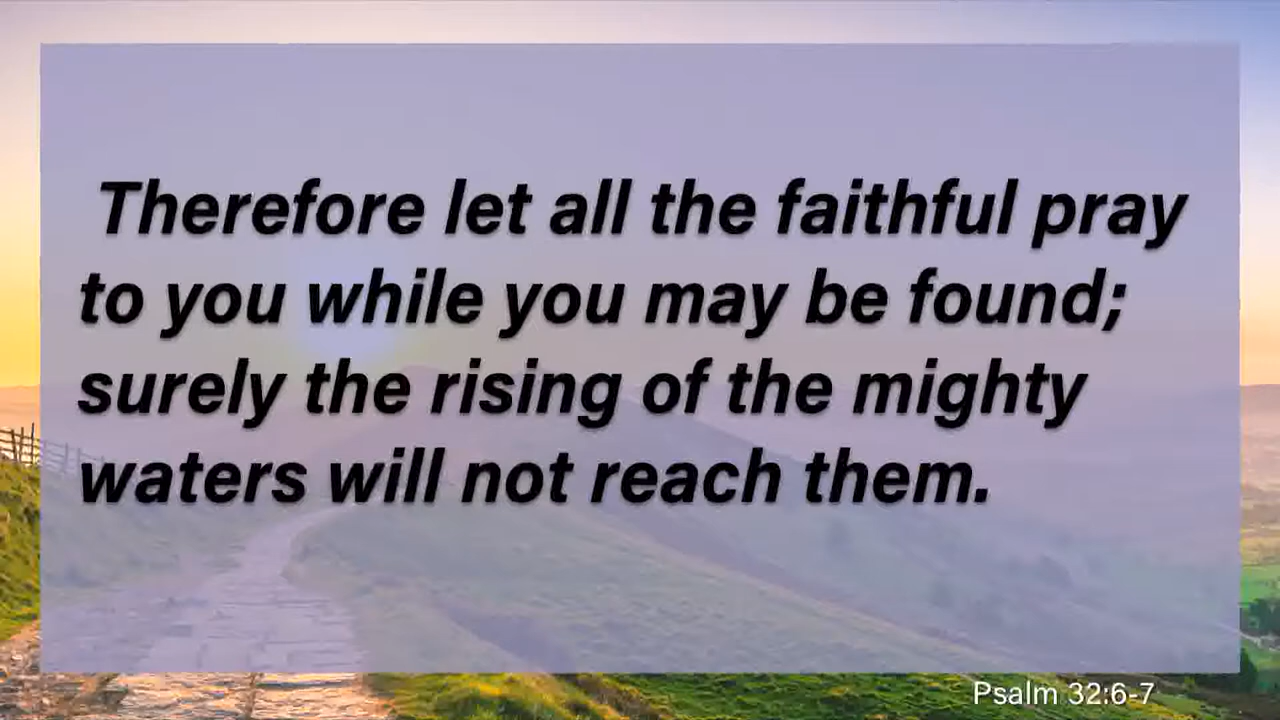 Therefore let all the faithful pray
to you while you may be found;
surely the rising of the mighty
waters will not reach them.
Psalm 32:6-7